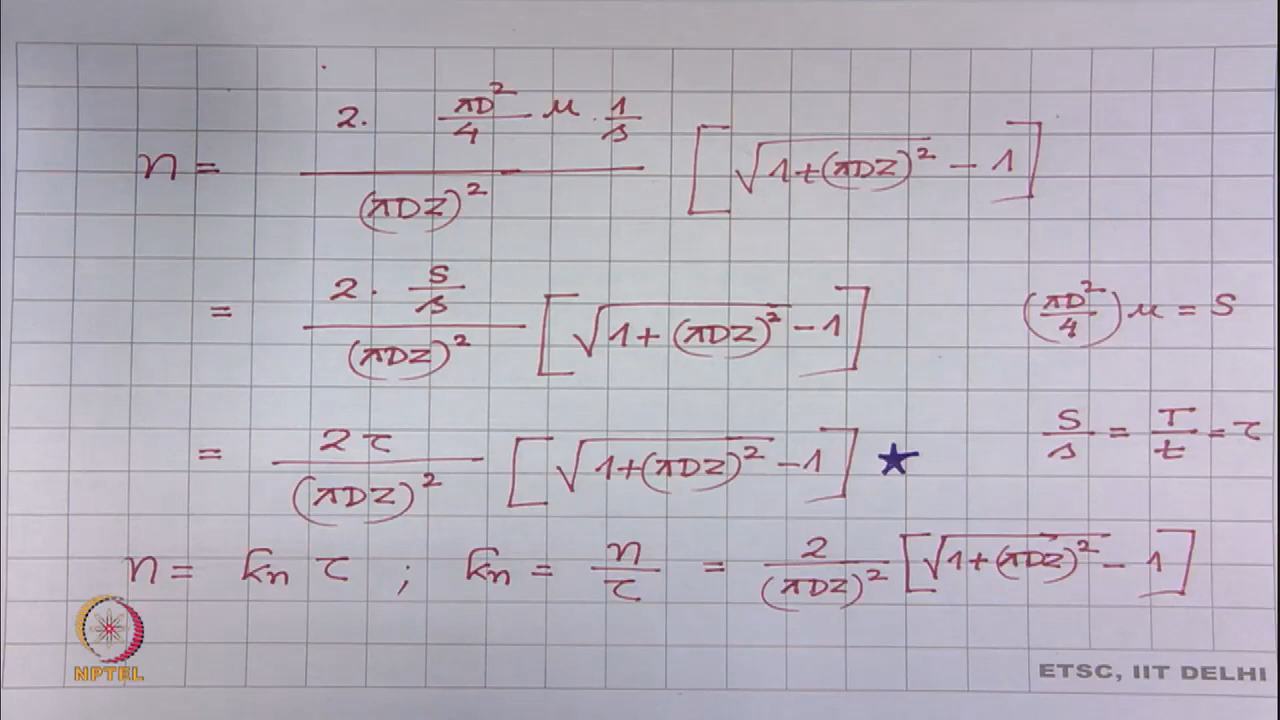 n = 2 · πD²/4 μ · 1/s / (πDZ)² [√1+(πDZ)² − 1]
= 2 · S/s / (πDZ)² [√1+(πDZ)² − 1] (πD²/4) μ = S
= 2τ / (πDZ)² [√1+(πDZ)² − 1] ★ S/s = T/t = τ
n = kn τ ; kn = n/τ = 2/(πDZ)² [√1+(πDZ)² − 1]
NPTEL
ETSC, IIT DELHI